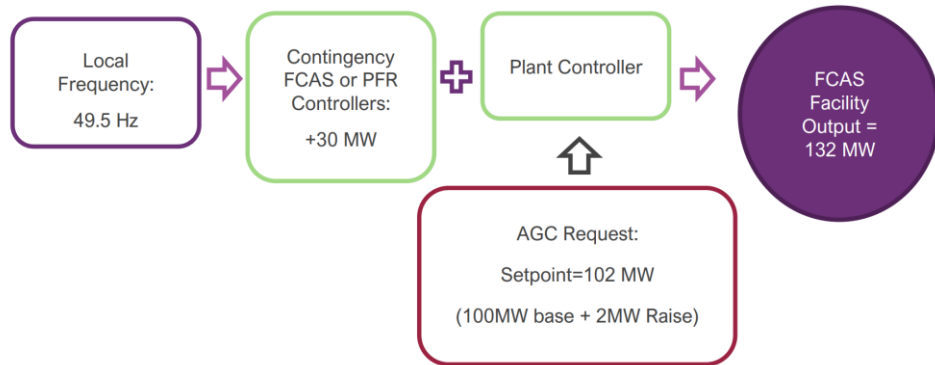 Local
Frequency:
49.5 Hz
Contingency
FCAS or PFR
Controllers:
+30 MW
Plant Controller
FCAS
Facility
Output =
132 MW
AGC Request:
Setpoint=102 MW
(100MW base + 2MW Raise)